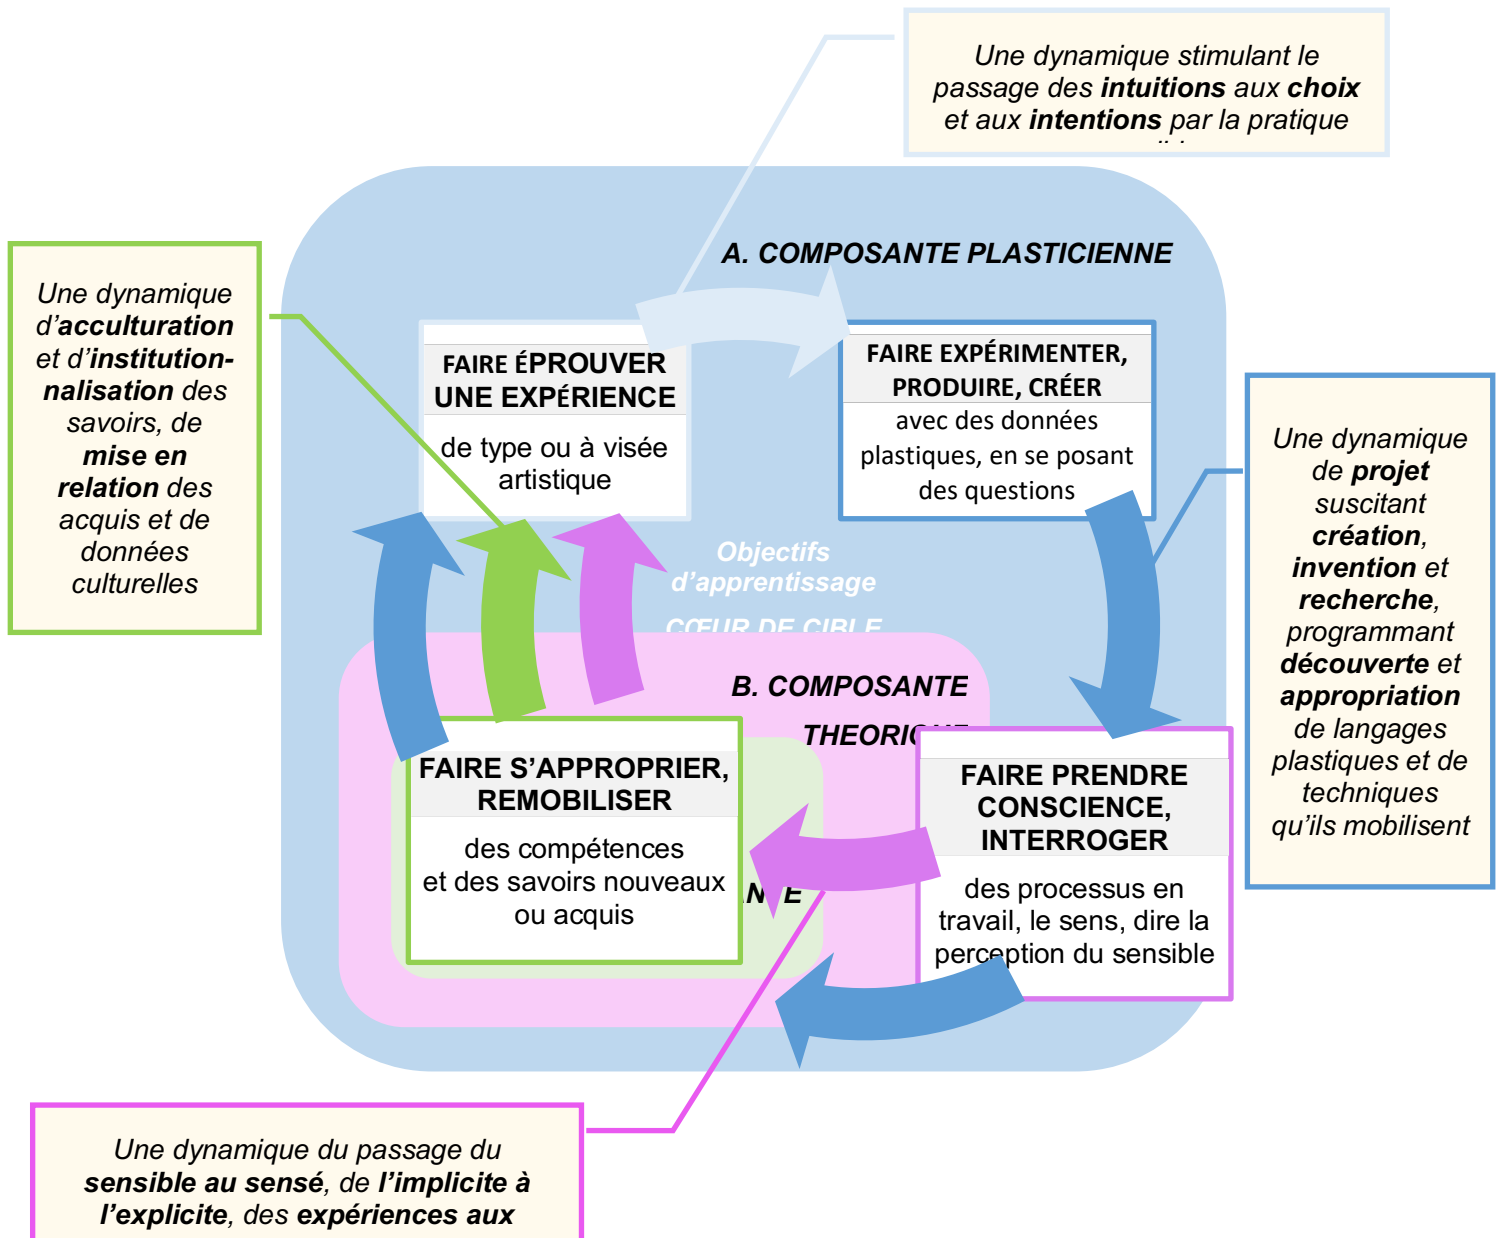 Une dynamique stimulant le
passage des intuitions aux choix
et aux intentions par la pratique
A. COMPOSANTE PLASTICIENNE
Une dynamique
d’acculturation
et d’institution-
nalisation des
savoirs, de
mise en
relation des
acquis et de
données
culturelles
FAIRE ÉPROUVER
UNE EXPÉRIENCE
de type ou à visée
artistique
FAIRE EXPÉRIMENTER,
PRODUIRE, CRÉER
avec des données
plastiques, en se posant
des questions
Une dynamique
de projet
suscitant
création,
invention et
recherche,
programmant
découverte et
appropriation
de langages
plastiques et de
techniques
qu’ils mobilisent
Objectifs
d’apprentissage
CŒUR DE CIBLE
B. COMPOSANTE
THEORIQUE
FAIRE S’APPROPRIER,
REMOBILISER
des compétences
et des savoirs nouveaux
ou acquis
FAIRE PRENDRE
CONSCIENCE,
INTERROGER
des processus en
travail, le sens, dire la
perception du sensible
Une dynamique du passage du
sensible au sensé, de l’implicite à
l’explicite, des expériences aux